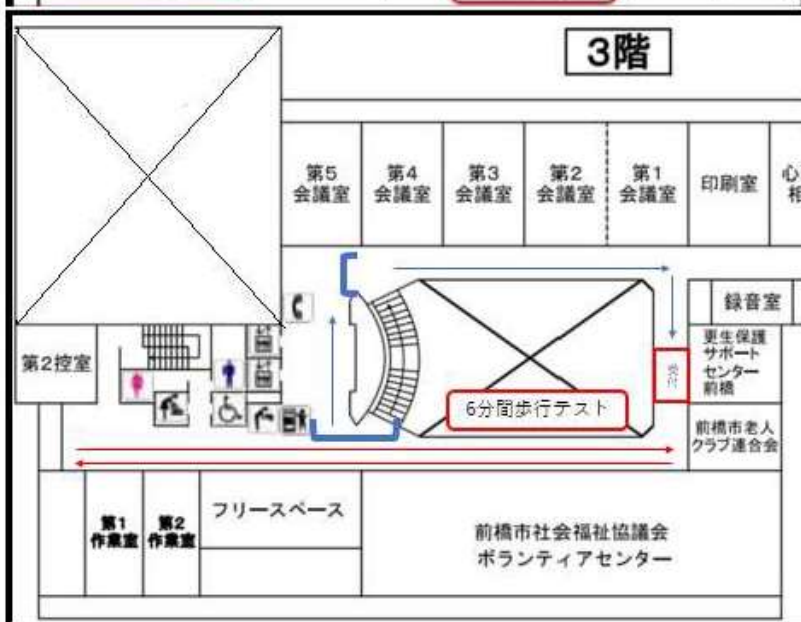 3階
第5
会議室
第4
会議室
第3
会議室
第2
会議室
第1
会議室
印刷室
心
相
録音室
更生保護
サポート
センター
前橋
受付
第2控室
6分間歩行テスト
前橋市老人
クラブ連合会
第1
作業室
第2
作業室
フリースペース
前橋市社会福祉協議会
ボランティアセンター